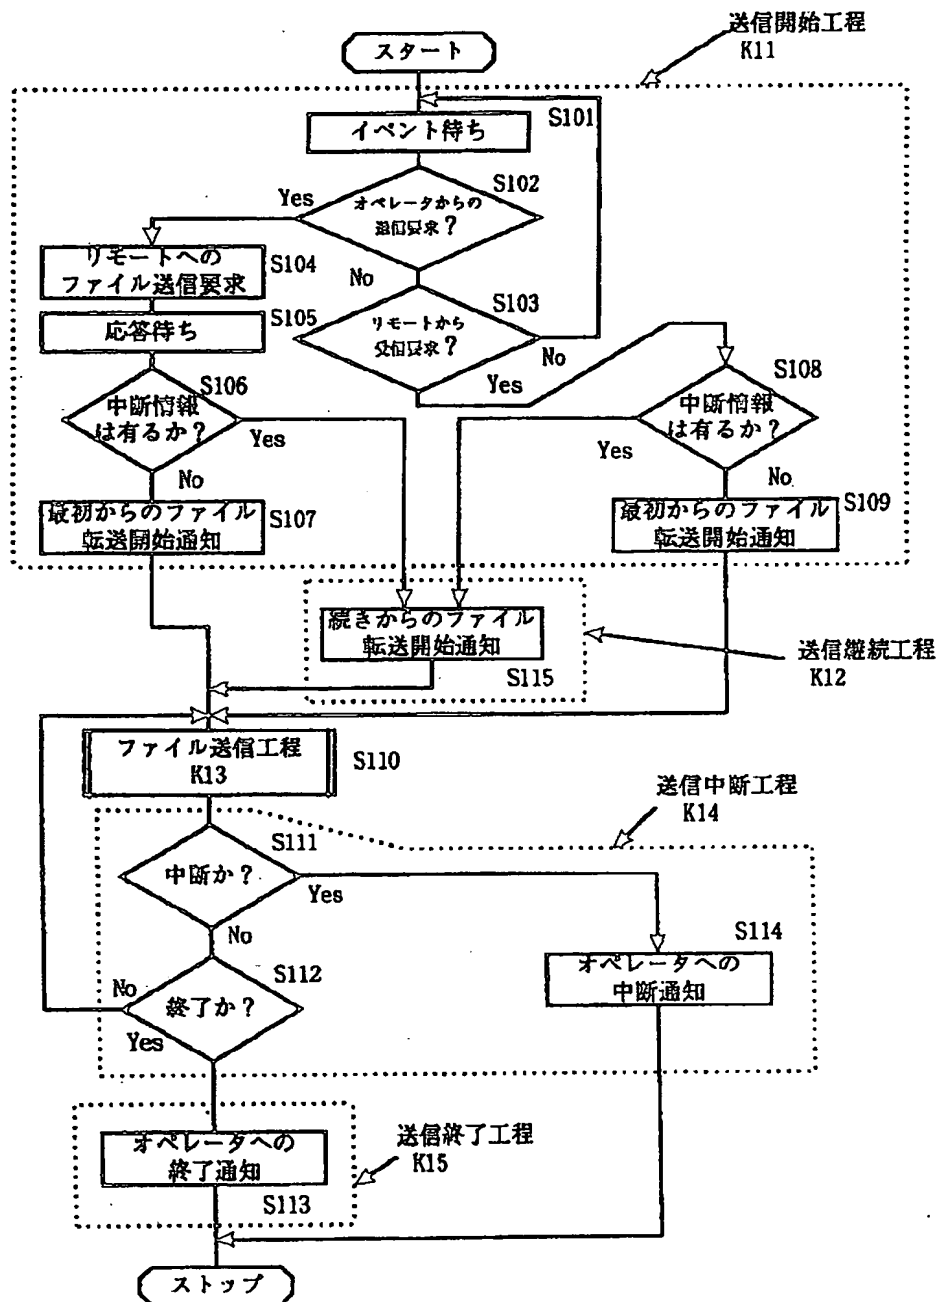 送信開始工程
K11
スタート
S101
イベント待ち
S102
Yes
オペレータからの
送信要求?
リモートへの
ファイル送信要求
S104
No
S103
応答待ち
S105
リモートから
受信要求?
No
Yes
S106
中断情報
は有るか?
Yes
S108
中断情報
は有るか?
Yes
No
No
最初からのファイル
転送開始通知
S107
最初からのファイル
転送開始通知
S109
続きからのファイル
転送開始通知
S115
送信継続工程
K12
ファイル送信工程
K13
S110
送信中断工程
K14
S111
中断か?
Yes
No
S114
オペレータへの
中断通知
S112
No
終了か?
Yes
オペレータへの
終了通知
S113
送信終了工程
K15
ストップ